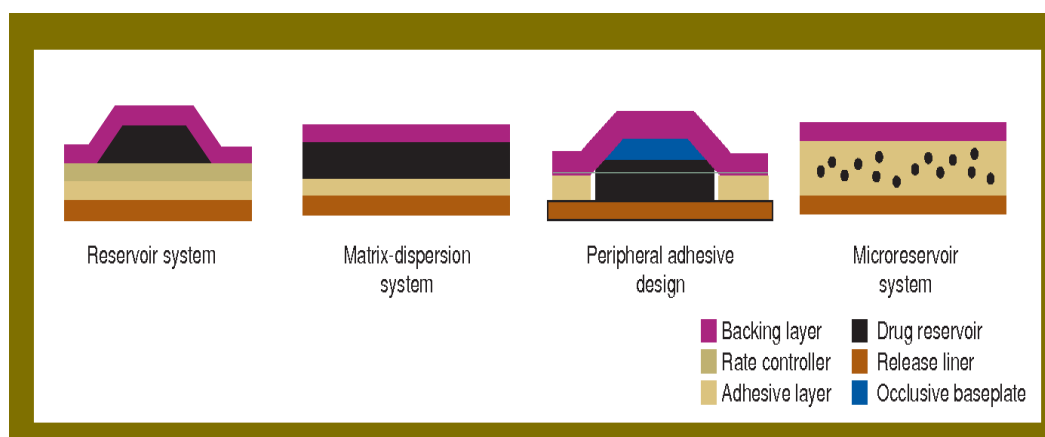 Reservoir system
Matrix-dispersion
system
Peripheral adhesive
design
Microreservoir
system
Backing layer
Rate controller
Adhesive layer
Drug reservoir
Release liner
Occlusive baseplate